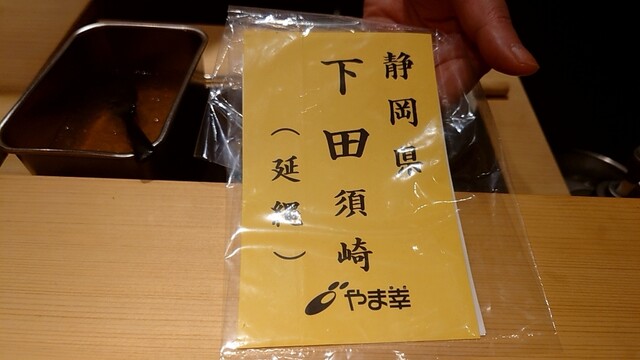 静岡県
下田須崎
（延縄）
やま幸